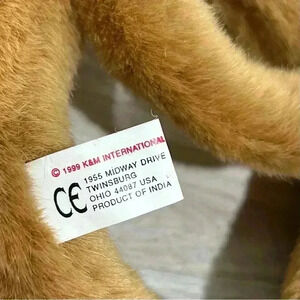 © 1999 K&M INTERNATIONAL
1955 MIDWAY DRIVE
TWINSBURG
OHIO 44087 USA
PRODUCT OF INDIA
CE